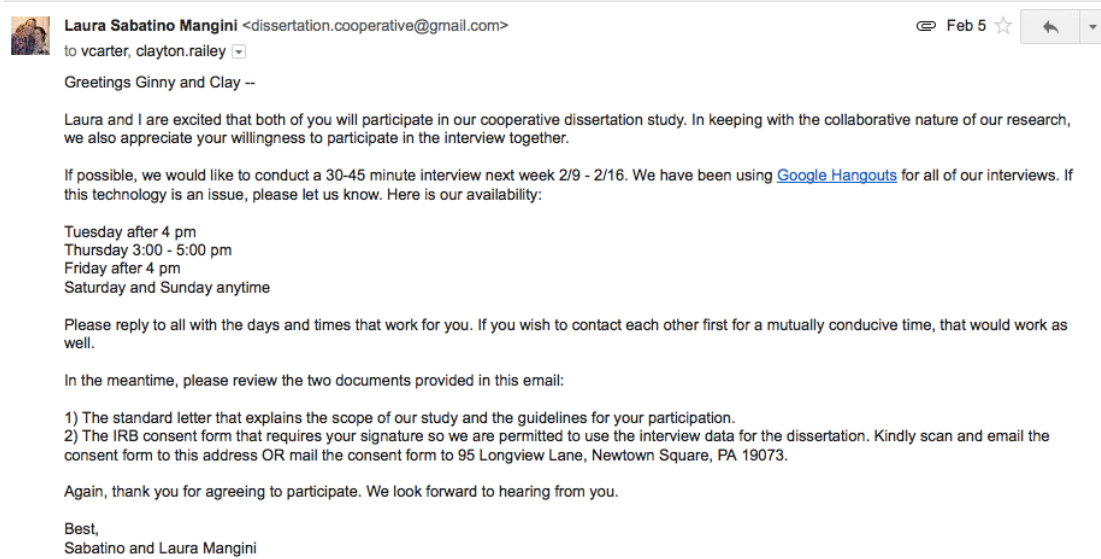 Laura Sabatino Mangini <dissertation.cooperative@gmail.com>
Feb 5
to vcarter, clayton.railey
Greetings Ginny and Clay --
Laura and I are excited that both of you will participate in our cooperative dissertation study. In keeping with the collaborative nature of our research,
we also appreciate your willingness to participate in the interview together.
If possible, we would like to conduct a 30-45 minute interview next week 2/9 - 2/16. We have been using Google Hangouts for all of our interviews. If
this technology is an issue, please let us know. Here is our availability:
Tuesday after 4 pm
Thursday 3:00 - 5:00 pm
Friday after 4 pm
Saturday and Sunday anytime
Please reply to all with the days and times that work for you. If you wish to contact each other first for a mutually conducive time, that would work as
well.
In the meantime, please review the two documents provided in this email:
1) The standard letter that explains the scope of our study and the guidelines for your participation.
2) The IRB consent form that requires your signature so we are permitted to use the interview data for the dissertation. Kindly scan and email the
consent form to this address OR mail the consent form to 95 Longview Lane, Newtown Square, PA 19073.
Again, thank you for agreeing to participate. We look forward to hearing from you.
Best,
Sabatino and Laura Mangini